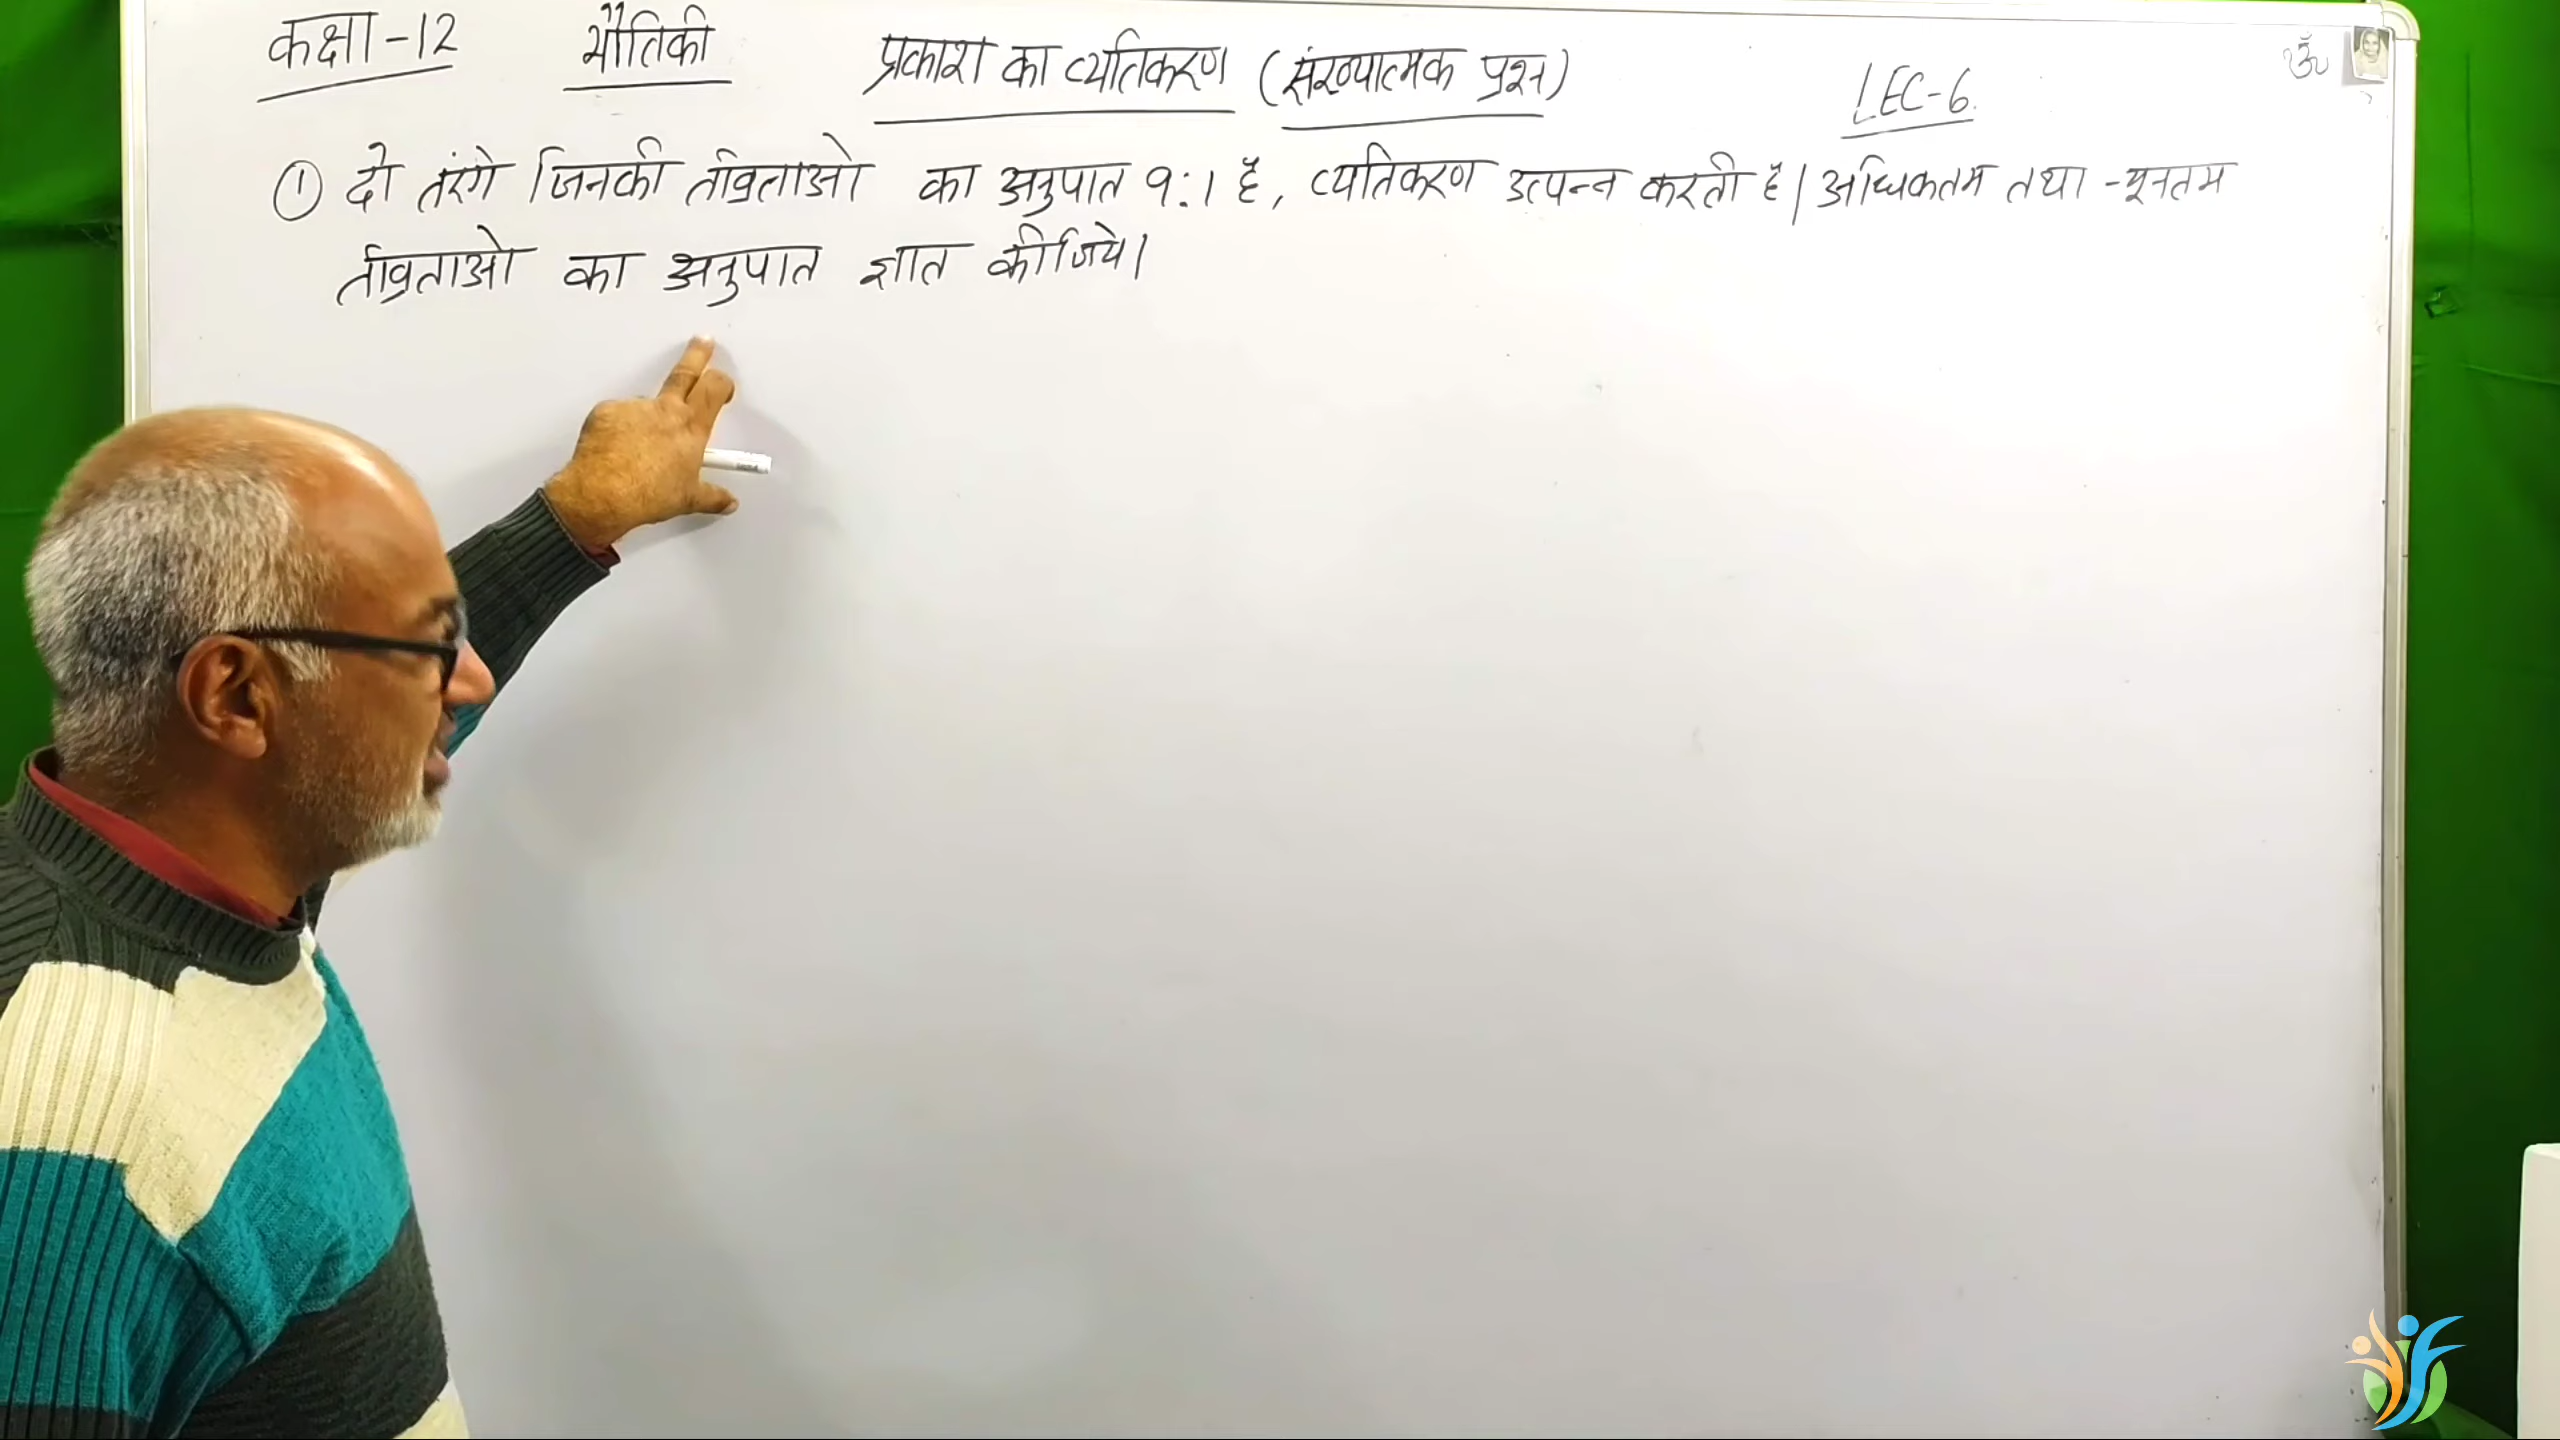 कक्षा-12 भौतिकी प्रकाश का व्यतिकरण (संख्यात्मक प्रश्न) LEC-6. ॐ
① दो तरंगे जिनकी तीव्रताओ का अनुपात 9:1 है, व्यतिकरण उत्पन्न करती है। अधिकतम तथा न्यूनतम
तीव्रताओ का अनुपात ज्ञात कीजिये।